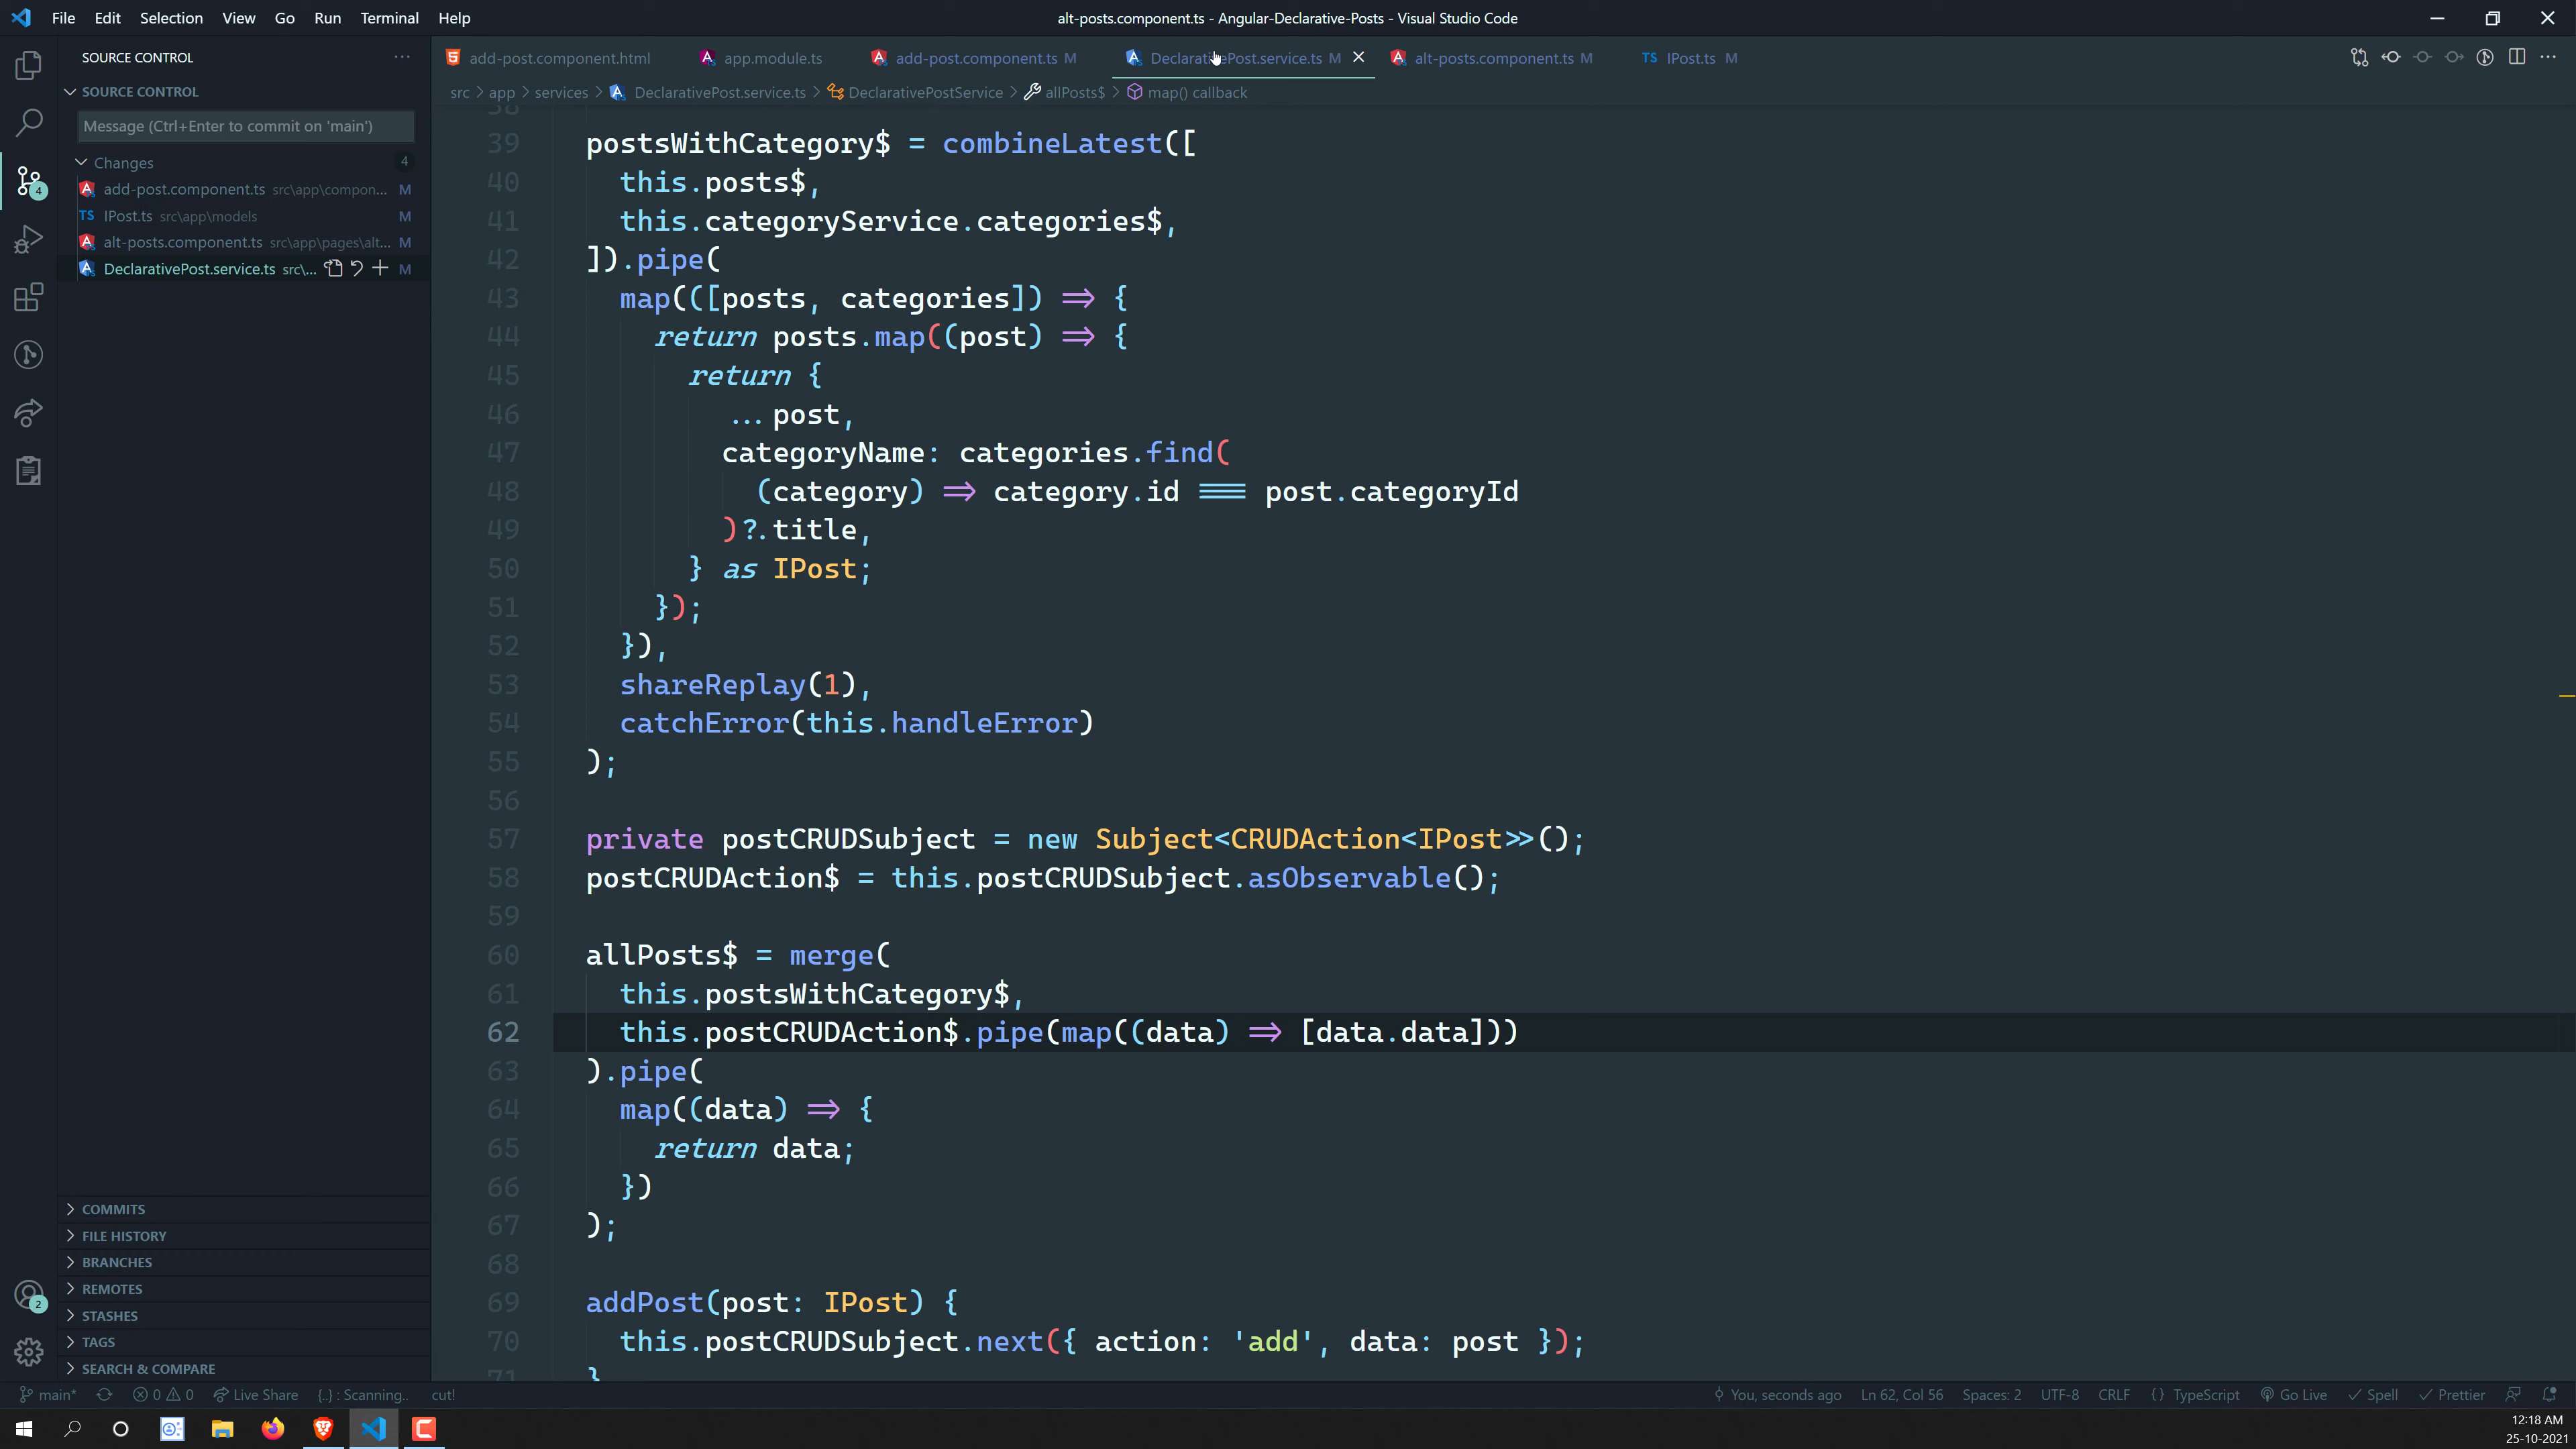 File Edit Selection View Go Run Terminal Help
alt-posts.component.ts - Angular-Declarative-Posts - Visual Studio Code
SOURCE CONTROL
add-post.component.html
app.module.ts
add-post.component.ts M
DeclarativePost.service.ts M
alt-posts.component.ts M
TS IPost.ts M
SOURCE CONTROL
src > app > services > DeclarativePost.service.ts > DeclarativePostService > allPosts$ > map() callback
Message (Ctrl+Enter to commit on 'main')
Changes 4
add-post.component.ts src\app\compon... M
TS IPost.ts src\app\models M
alt-posts.component.ts src\app\pages\alt... M
DeclarativePost.service.ts src\... M
4
38
39 postsWithCategory$ = combineLatest([
40 this.posts$,
41 this.categoryService.categories$,
42 ]).pipe(
43 map(([posts, categories]) => {
44 return posts.map((post) => {
45 return {
46 ...post,
47 categoryName: categories.find(
48 (category) => category.id === post.categoryId
49 )?.title,
50 } as IPost;
51 });
52 }),
53 shareReplay(1),
54 catchError(this.handleError)
55 );
56
57 private postCRUDSubject = new Subject<CRUDAction<IPost>>();
58 postCRUDAction$ = this.postCRUDSubject.asObservable();
59
60 allPosts$ = merge(
61 this.postsWithCategory$,
62 this.postCRUDAction$.pipe(map((data) => [data.data]))
63 ).pipe(
64 map((data) => {
65 return data;
66 })
67 );
68
69 addPost(post: IPost) {
70 this.postCRUDSubject.next({ action: 'add', data: post });
71 }
COMMITS
FILE HISTORY
BRANCHES
REMOTES
STASHES
TAGS
SEARCH & COMPARE
2
main* 0 0 Live Share {..} : Scanning.. cut!
You, seconds ago Ln 62, Col 56 Spaces: 2 UTF-8 CRLF {} TypeScript Go Live Spell Prettier
12:18 AM
25-10-2021